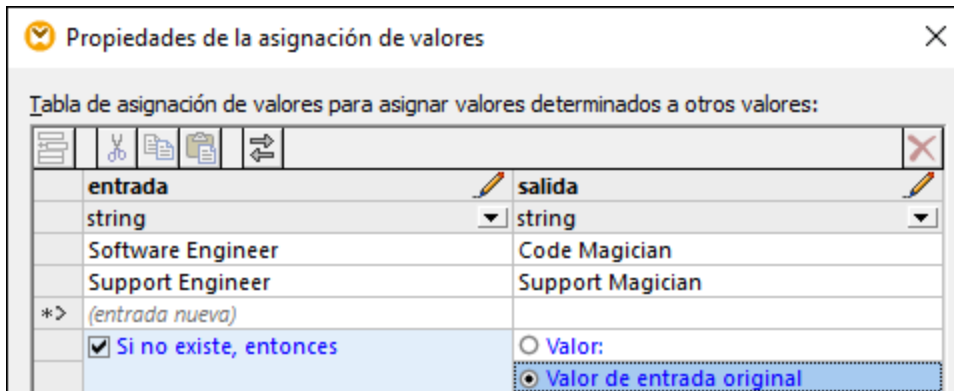 Propiedades de la asignación de valores
Tabla de asignación de valores para asignar valores determinados a otros valores:
entrada salida
string string
Software Engineer Code Magician
Support Engineer Support Magician
(entrada nueva)
Si no existe, entonces Valor:
Valor de entrada original